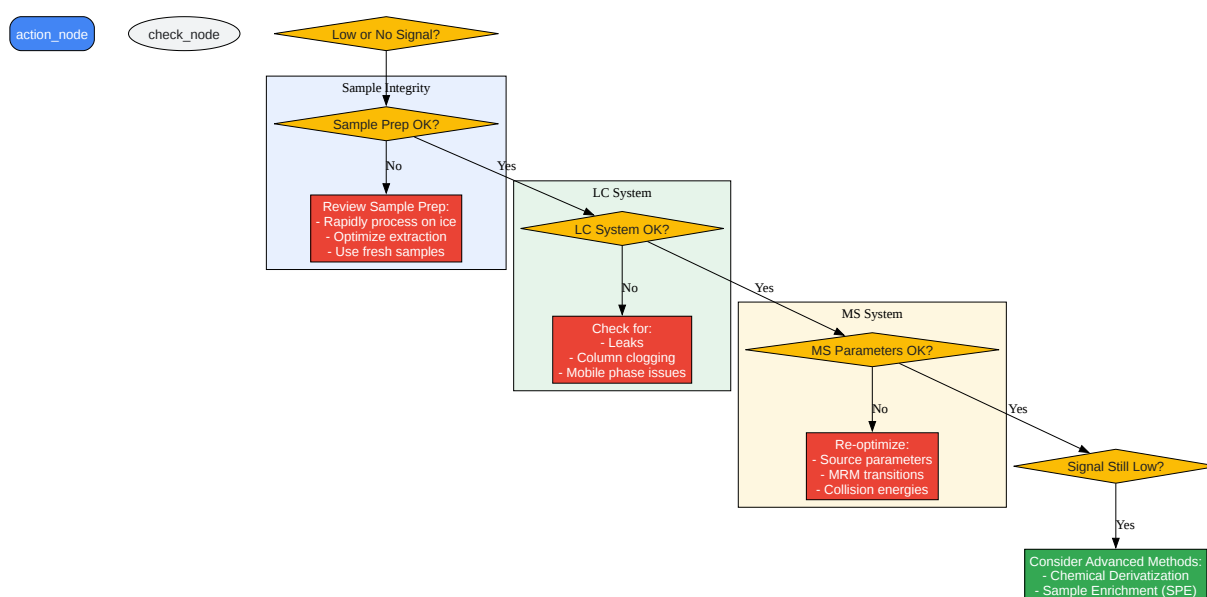 action_node
check_node
Low or No Signal?
Sample Integrity
Sample Prep OK?
No
Yes
Review Sample Prep:
- Rapidly process on ice
- Optimize extraction
- Use fresh samples
LC System
LC System OK?
No
Yes
Check for:
- Leaks
- Column clogging
- Mobile phase issues
MS System
MS Parameters OK?
No
Yes
Re-optimize:
- Source parameters
- MRM transitions
- Collision energies
Signal Still Low?
Yes
Consider Advanced Methods:
- Chemical Derivatization
- Sample Enrichment (SPE)